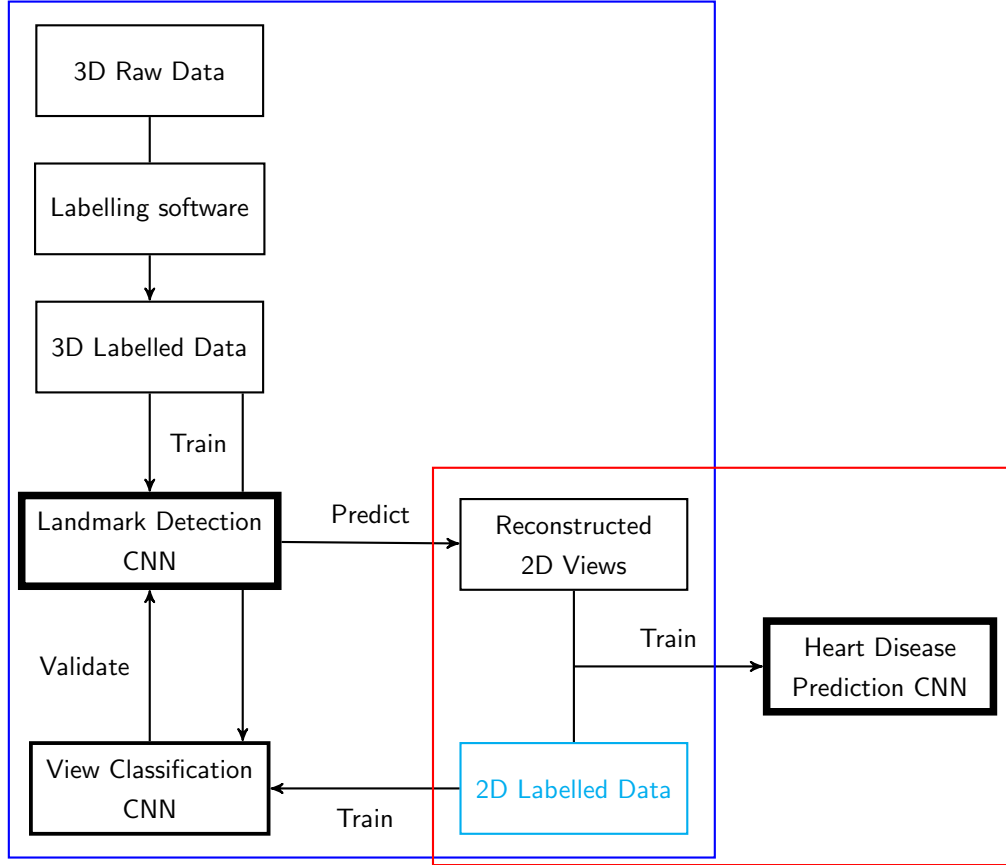 3D Raw Data
Labelling software
3D Labelled Data
Train
Landmark Detection
CNN
Predict
Reconstructed
2D Views
Train
Heart Disease
Prediction CNN
Validate
View Classification
CNN
Train
2D Labelled Data